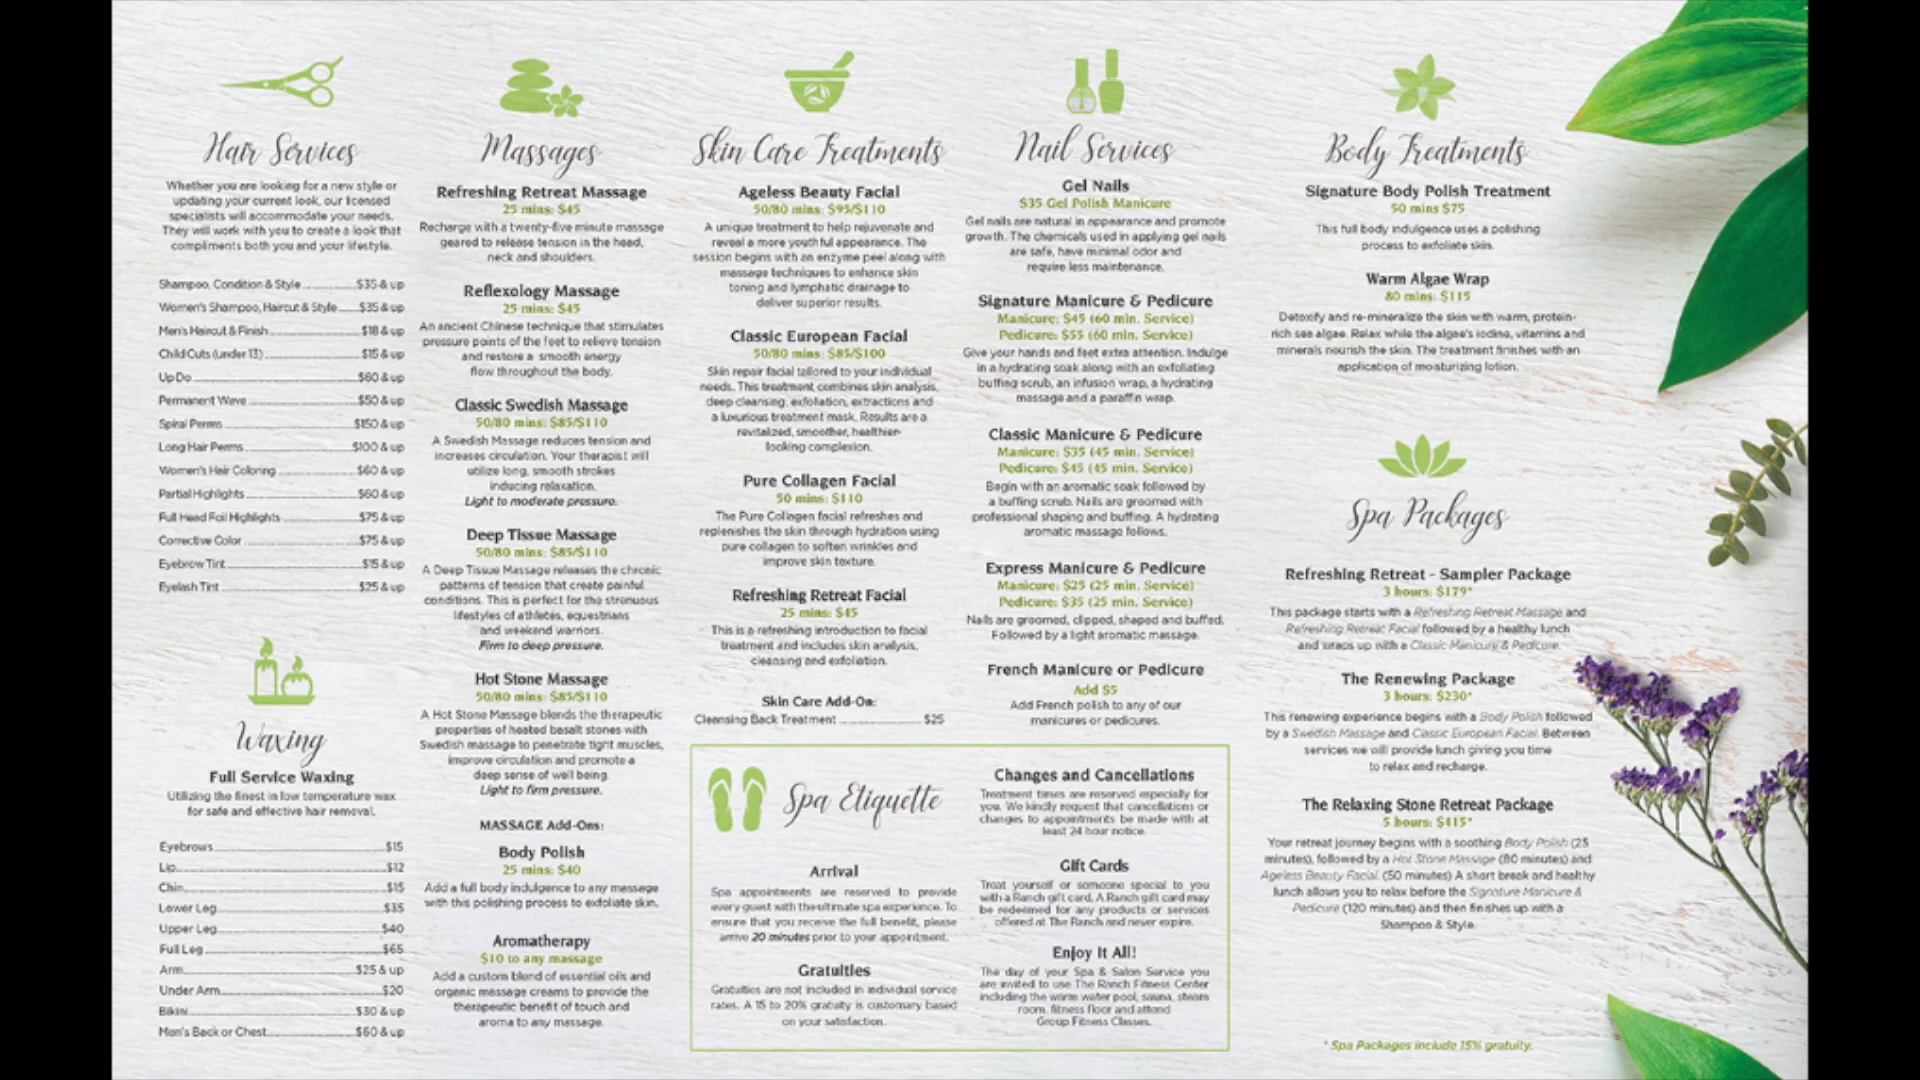 Hair Services
Whether you are looking for a new style or
updating your current look, our licensed
specialists will accommodate your needs.
They will work with you to create a look that
compliments both you and your lifestyle.
Shampoo, Condition & Style $35 & up
Women's Shampoo, Haircut & Style $35 & up
Men's Haircut & Finish $18 & up
Child Cuts (under 13) $15 & up
Up Do $60 & up
Permanent Wave $50 & up
Spiral Perms $150 & up
Long Hair Perms $100 & up
Women's Hair Coloring $60 & up
Partial Highlights $60 & up
Full Head Foil Highlights $75 & up
Corrective Color $75 & up
Eyebrow Tint $15 & up
Eyelash Tint $25 & up
Waxing
Full Service Waxing
Utilizing the finest in low temperature wax
for safe and effective hair removal.
Eyebrows $15
Lip $12
Chin $15
Lower Leg $35
Upper Leg $40
Full Leg $65
Arm $25 & up
Under Arm $20
Bikini $30 & up
Men's Back or Chest $60 & up
Massages
Refreshing Retreat Massage
25 mins: $45
Recharge with a twenty-five minute massage
geared to release tension in the head,
neck and shoulders.
Reflexology Massage
25 mins: $45
An ancient Chinese technique that stimulates
pressure points of the feet to relieve tension
and restore a smooth energy
flow throughout the body.
Classic Swedish Massage
50/80 mins: $85/$110
A Swedish Massage reduces tension and
increases circulation. Your therapist will
utilize long, smooth strokes
inducing relaxation.
Light to moderate pressure.
Deep Tissue Massage
50/80 mins: $85/$110
A Deep Tissue Massage releases the chronic
patterns of tension that create painful
conditions. This is perfect for the strenuous
lifestyles of athletes, equestrians
and weekend warriors.
Firm to deep pressure.
Hot Stone Massage
50/80 mins: $85/$110
A Hot Stone Massage blends the therapeutic
properties of heated basalt stones with
Swedish massage to penetrate tight muscles,
improve circulation and promote a
deep sense of well being.
Light to firm pressure.
MASSAGE Add-Ons:
Body Polish
25 mins: $40
Add a full body indulgence to any message
with this polishing process to exfoliate skin.
Aromatherapy
$10 to any massage
Add a custom blend of essential oils and
organic massage creams to provide the
therapeutic benefit of touch and
aroma to any massage.
Skin Care Treatments
Ageless Beauty Facial
50/80 mins: $95/$110
A unique treatment to help rejuvenate and
reveal a more youthful appearance. The
session begins with an enzyme peel along with
massage techniques to enhance skin
toning and lymphatic drainage to
deliver superior results.
Classic European Facial
50/80 mins: $85/$100
Skin repair facial tailored to your individual
needs. This treatment combines skin analysis,
deep cleansing, exfoliation, extractions and
a luxurious treatment mask. Results are a
revitalized, smoother, healthier-
looking complexion.
Pure Collagen Facial
50 mins: $110
The Pure Collagen facial refreshes and
replenishes the skin through hydration using
pure collagen to soften wrinkles and
improve skin texture.
Refreshing Retreat Facial
25 mins: $45
This is a refreshing introduction to facial
treatment and includes skin analysis,
cleansing and exfoliation.
Skin Care Add-On:
Cleansing Back Treatment $25
Nail Services
Gel Nails
$35 Gel Polish Manicure
Gel nails are natural in appearance and promote
growth. The chemicals used in applying gel nails
are safe, have minimal odor and
require less maintenance.
Signature Manicure & Pedicure
Manicure: $45 (60 min. Service)
Pedicure: $55 (60 min. Service)
Give your hands and feet extra attention. Indulge
in a hydrating soak along with an exfoliating
buffing scrub, an infusion wrap, a hydrating
massage and a paraffin wrap.
Classic Manicure & Pedicure
Manicure: $35 (45 min. Service)
Pedicure: $45 (45 min. Service)
Begin with an aromatic soak followed by
a buffing scrub. Nails are groomed with
professional shaping and buffing. A hydrating
aromatic massage follows.
Express Manicure & Pedicure
Manicure: $25 (25 min. Service)
Pedicure: $35 (25 min. Service)
Nails are groomed, clipped, shaped and buffed.
Followed by a light aromatic massage.
French Manicure or Pedicure
Add $5
Add French polish to any of our
manicures or pedicures.
Spa Etiquette
Arrival
Spa appointments are reserved to provide
every guest with the ultimate spa experience. To
ensure that you receive the full benefit, please
arrive 20 minutes prior to your appointment.
Gratuities
Gratuities are not included in individual service
rates. A 15 to 20% gratuity is customary based
on your satisfaction.
Changes and Cancellations
Treatment times are reserved especially for
you. We kindly request that cancellations or
changes to appointments be made with at
least 24 hour notice.
Gift Cards
Treat yourself or someone special to you
with a Ranch gift card. A Ranch gift card may
be redeemed for any products or services
offered at The Ranch and never expire.
Enjoy It All!
The day of your Spa & Salon Service you
are invited to use The Ranch Fitness Center
including the warm water pool, sauna, steam
room, fitness floor and attend
Group Fitness Classes.
Body Treatments
Signature Body Polish Treatment
50 mins $75
This full body indulgence uses a polishing
process to exfoliate skin.
Warm Algae Wrap
80 mins: $115
Detoxify and re-mineralize the skin with warm, protein-
rich sea algae. Relax while the algae's iodine, vitamins and
minerals nourish the skin. The treatment finishes with an
application of moisturizing lotion.
Spa Packages
Refreshing Retreat - Sampler Package
3 hours: $179*
This package starts with a Refreshing Retreat Massage and
Refreshing Retreat Facial followed by a healthy lunch
and wraps up with a Classic Manicure & Pedicure.
The Renewing Package
3 hours: $230*
This renewing experience begins with a Body Polish followed
by a Swedish Massage and Classic European Facial. Between
services we will provide lunch giving you time
to relax and recharge.
The Relaxing Stone Retreat Package
5 hours: $415*
Your retreat journey begins with a soothing Body Polish (25
minutes), followed by a Hot Stone Massage (80 minutes) and
Ageless Beauty Facial. (50 minutes) A short break and healthy
lunch allows you to relax before the Signature Manicure &
Pedicure (120 minutes) and then finishes up with a
Shampoo & Style.
* Spa Packages include 15% gratuity.